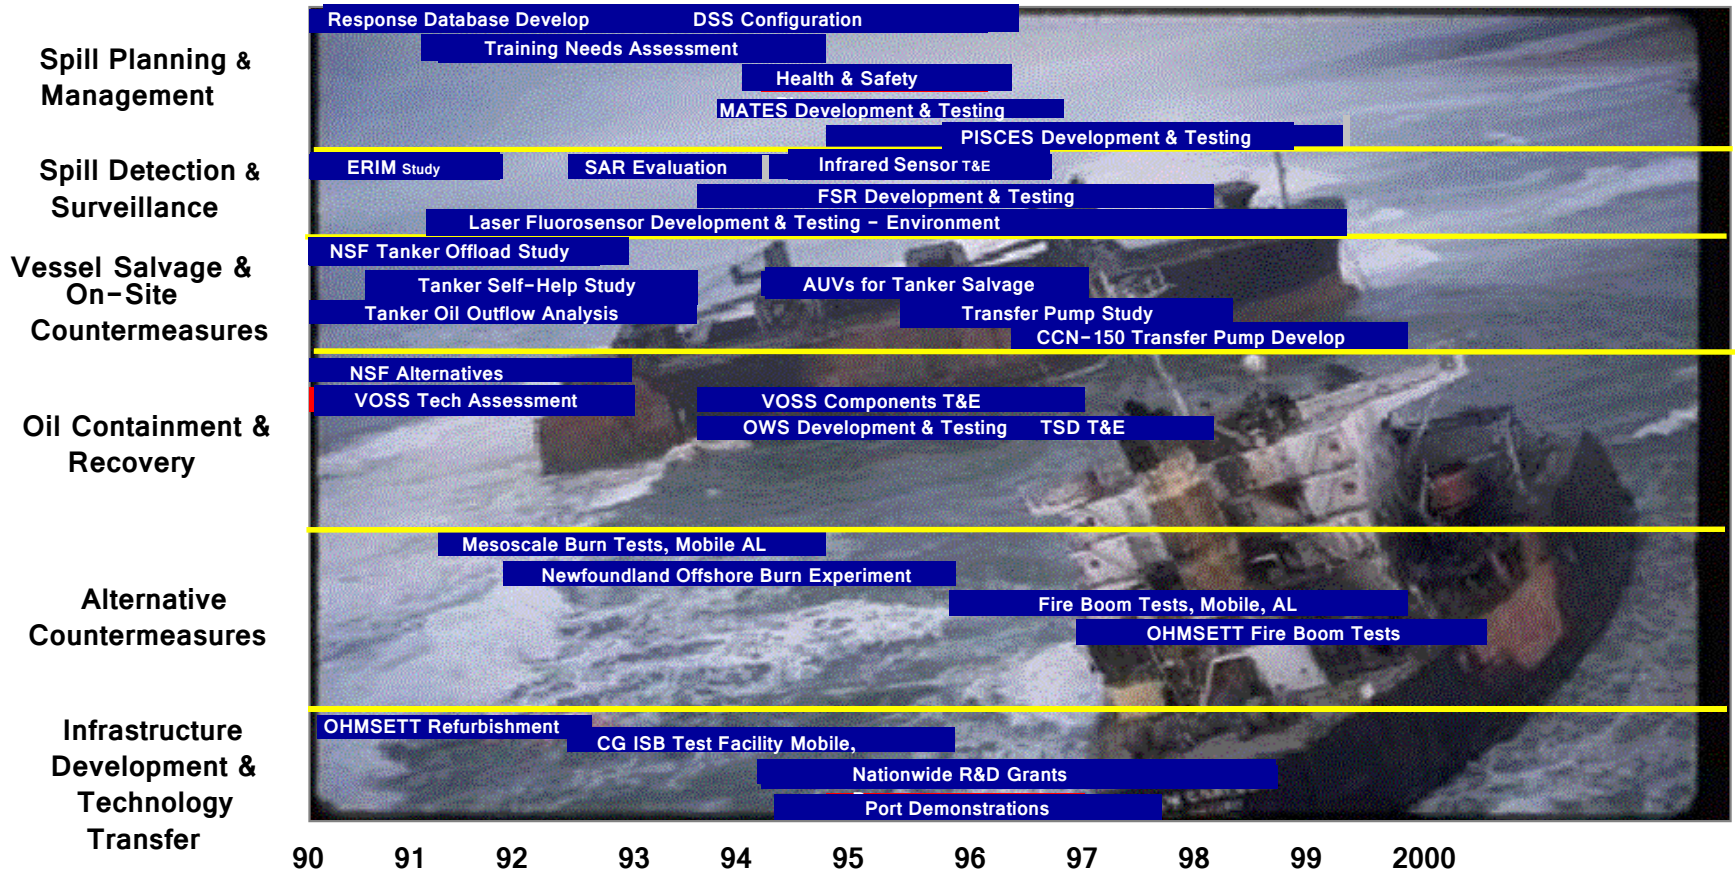 Spill Planning &
Management
Response Database Develop DSS Configuration
Training Needs Assessment
Health & Safety
MATES Development & Testing
PISCES Development & Testing
Spill Detection &
Surveillance
ERIM Study SAR Evaluation Infrared Sensor T&E
FSR Development & Testing
Laser Fluorosensor Development & Testing - Environment
Vessel Salvage &
On-Site
Countermeasures
NSF Tanker Offload Study
Tanker Self-Help Study AUVs for Tanker Salvage
Tanker Oil Outflow Analysis Transfer Pump Study
CCN-150 Transfer Pump Develop
Oil Containment &
Recovery
NSF Alternatives
VOSS Tech Assessment VOSS Components T&E
OWS Development & Testing TSD T&E
Alternative
Countermeasures
Mesoscale Burn Tests, Mobile AL
Newfoundland Offshore Burn Experiment
Fire Boom Tests, Mobile, AL
OHMSETT Fire Boom Tests
Infrastructure
Development &
Technology
Transfer
OHMSETT Refurbishment
CG ISB Test Facility Mobile,
Nationwide R&D Grants
Port Demonstrations
90 91 92 93 94 95 96 97 98 99 2000